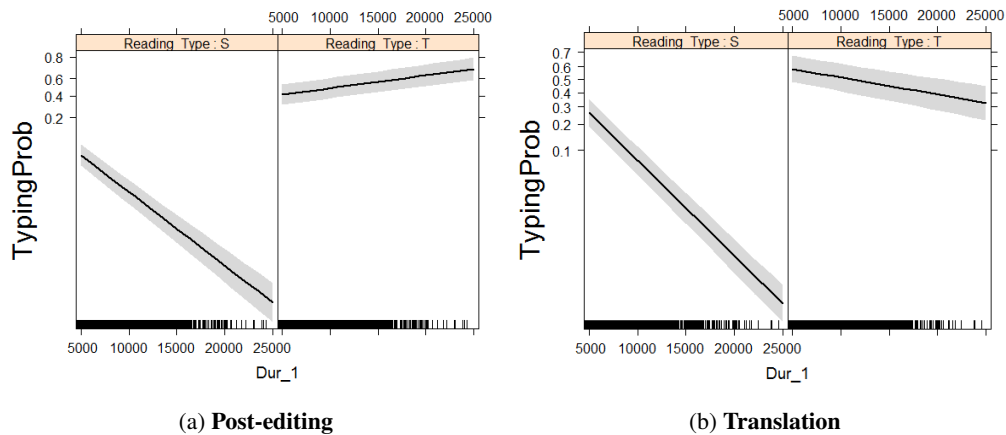 5000 10000 15000 20000 25000
Reading Type : S
Reading Type : T
0.8
0.6
0.4
0.2
TypingProb
5000 10000 15000 20000 25000
Dur_1
(a) Post-editing
5000 10000 15000 20000 25000
Reading Type : S
Reading Type : T
0.7
0.6
0.5
0.4
0.3
0.2
0.1
TypingProb
5000 10000 15000 20000 25000
Dur_1
(b) Translation